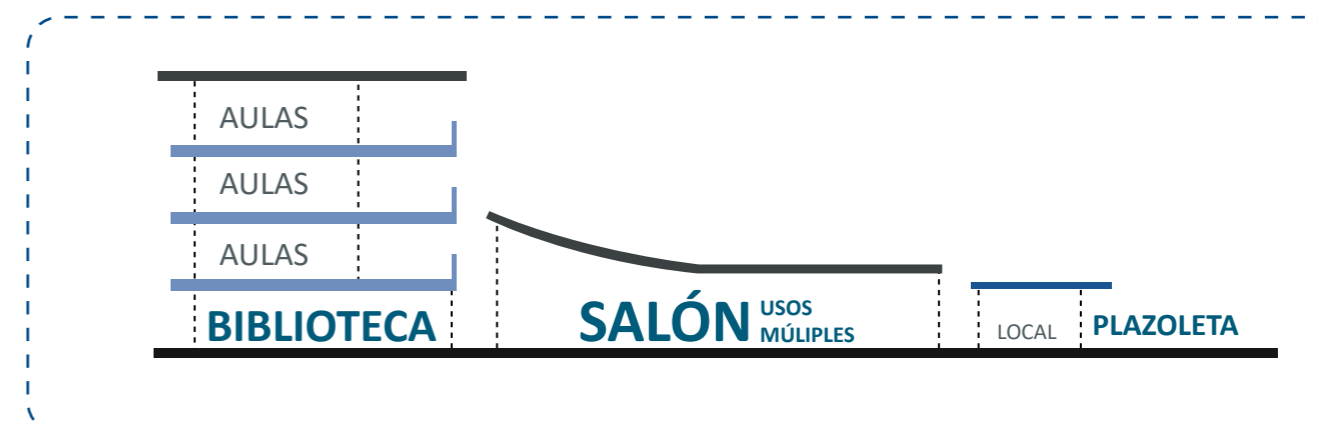 AULAS
AULAS
AULAS
BIBLIOTECA
SALÓN USOS
MÚLIPLES
LOCAL
PLAZOLETA